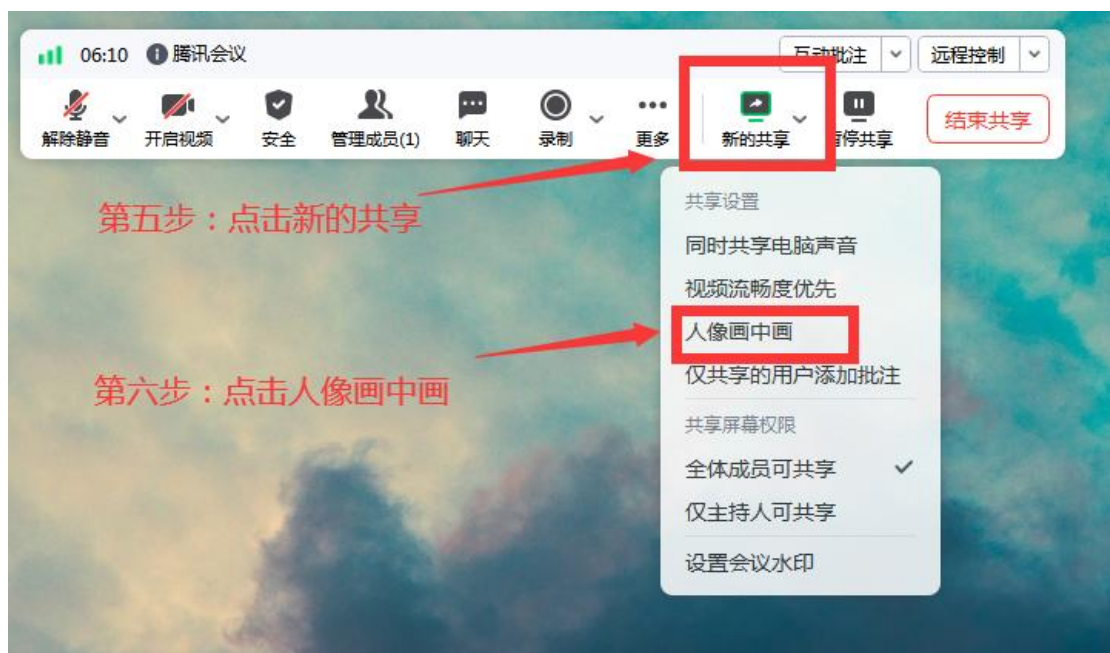 06:10 腾讯会议 互动批注 远程控制
解除静音 开启视频 安全 管理成员(1) 聊天 录制 更多 新的共享 暂停共享 结束共享
共享设置
第五步：点击新的共享
同时共享电脑声音
视频流畅度优先
人像画中画
第六步：点击人像画中画
仅共享的用户添加批注
共享屏幕权限
全体成员可共享
仅主持人可共享
设置会议水印